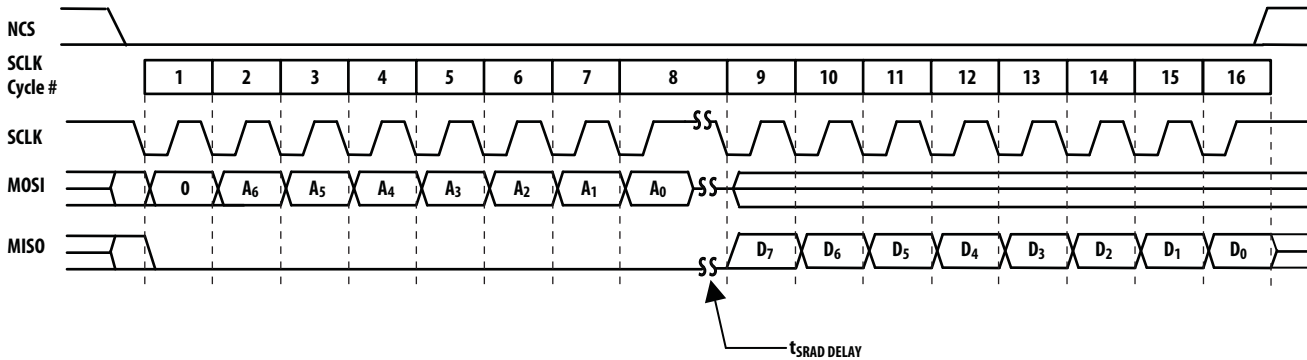 NCS
SCLK
Cycle #
1 2 3 4 5 6 7 8 9 10 11 12 13 14 15 16
SCLK
MOSI 0 A6 A5 A4 A3 A2 A1 A0
MISO D7 D6 D5 D4 D3 D2 D1 D0
tSRAD DELAY